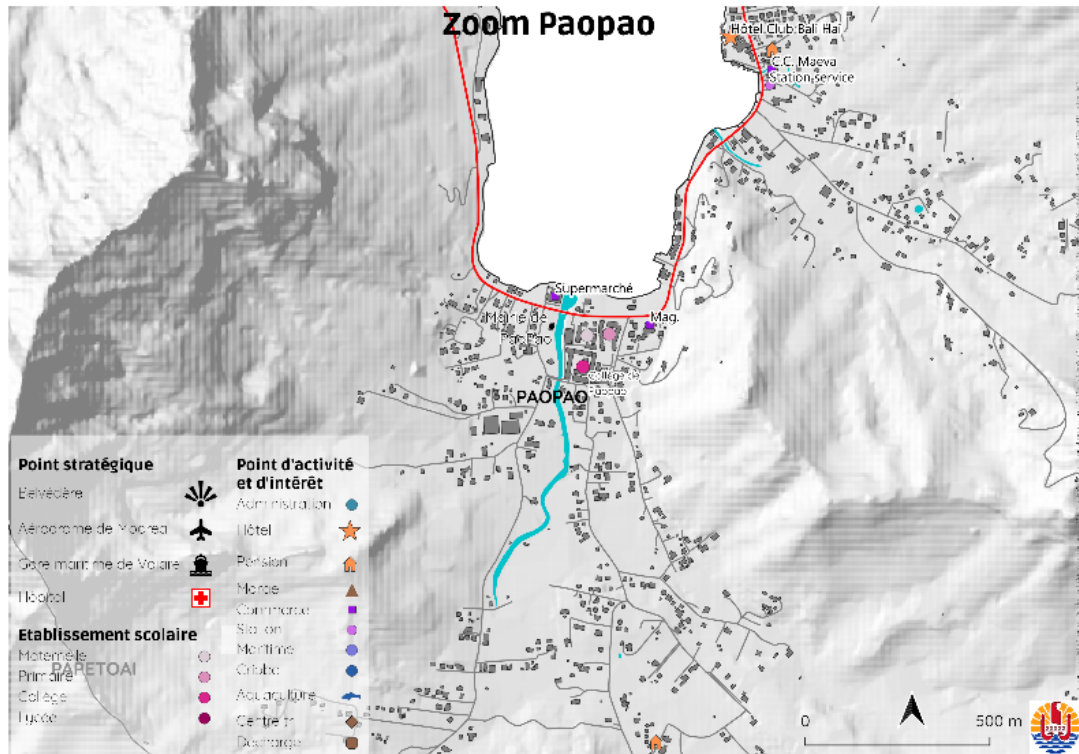 Zoom Paopao
Hôtel Club Bali Hai
C.C. Maeva
Station service
Supermarché
Mairie de
PaoPao
Mag.
Collège de
Paopao
PAOPAO
Point stratégique
Belvédère
Aérodrome de Moorea
Gare maritime de Vaiare
Hôpital
Etablissement scolaire
Maternelle
Primaire
Collège
Lycée
PAPETOAI
Point d'activité
et d'intérêt
Administration
Hôtel
Pension
Commerce
Station
Maritime
Aquaculture
Centre
Décharge
0
500 m